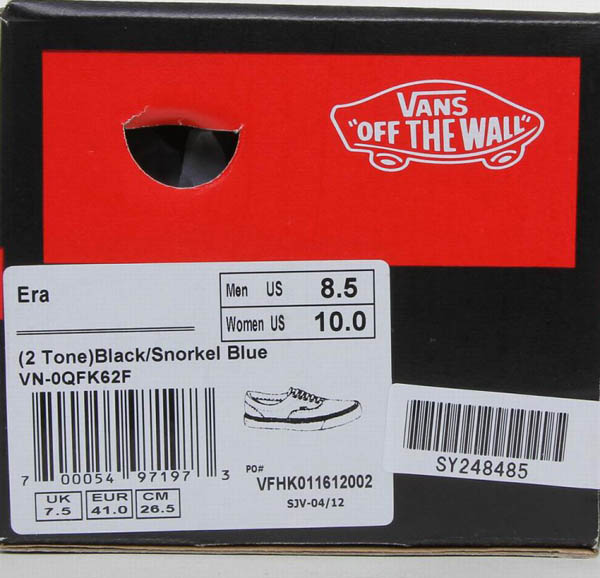 VANS
"OFF THE WALL"
Era
Men US 8.5
Women US 10.0
(2 Tone)Black/Snorkel Blue
VN-0QFK62F
7 00054 97197 3
UK 7.5
EUR 41.0
CM 26.5
PO# VFHK011612002
SJV-04/12
SY248485